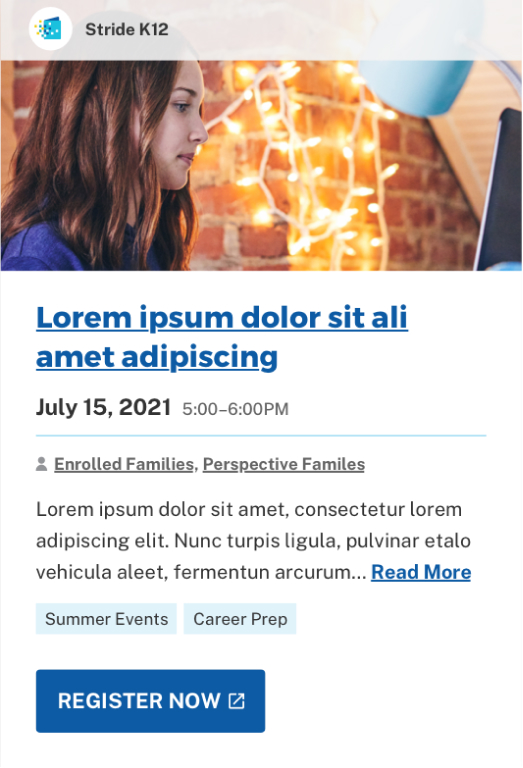 Stride K12
Lorem ipsum dolor sit ali
amet adipiscing
July 15, 2021 5:00–6:00PM
Enrolled Families, Perspective Familes
Lorem ipsum dolor sit amet, consectetur lorem
adipiscing elit. Nunc turpis ligula, pulvinar etalo
vehicula aleet, fermentun arcurum... Read More
Summer Events Career Prep
REGISTER NOW